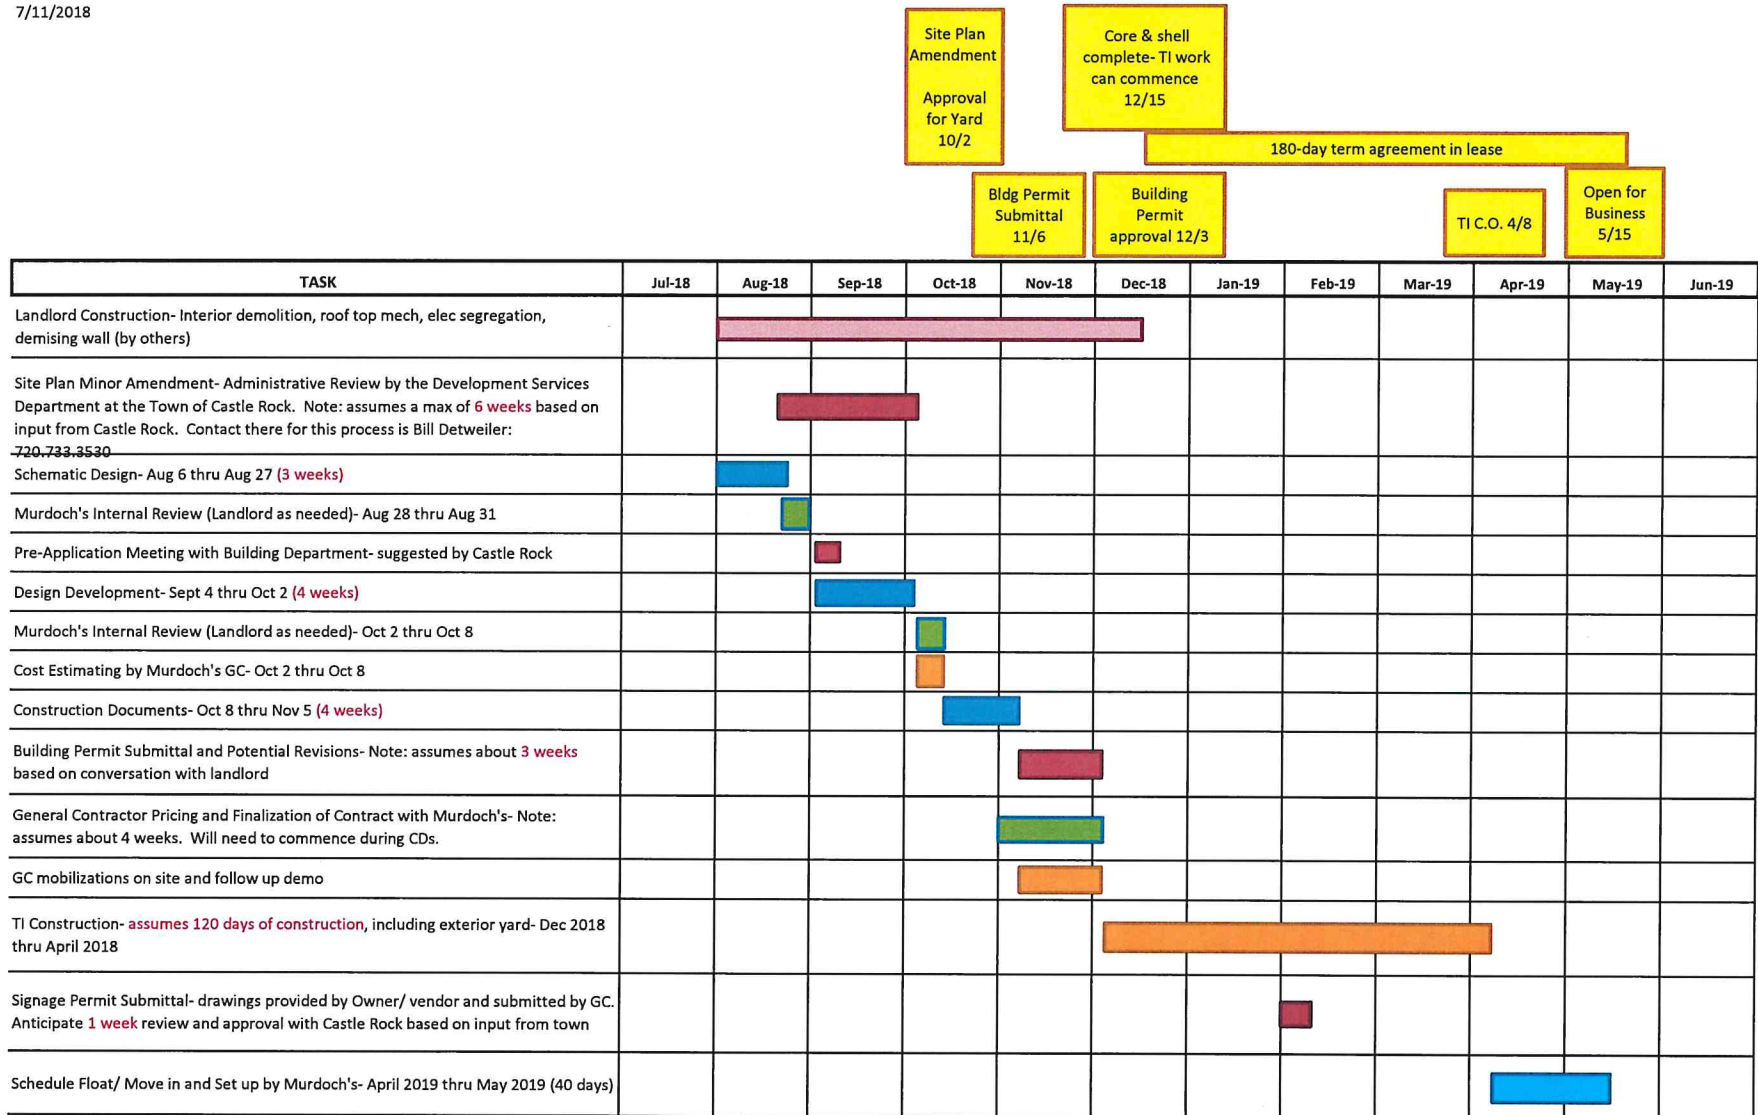 7/11/2018
Site Plan
Amendment
Approval
for Yard
10/2
Core & shell
complete- TI work
can commence
12/15
180-day term agreement in lease
Bldg Permit
Submittal
11/6
Building
Permit
approval 12/3
TI C.O. 4/8
Open for
Business
5/15
TASK Jul-18 Aug-18 Sep-18 Oct-18 Nov-18 Dec-18 Jan-19 Feb-19 Mar-19 Apr-19 May-19 Jun-19
Landlord Construction- Interior demolition, roof top mech, elec segregation,
demising wall (by others)
Site Plan Minor Amendment- Administrative Review by the Development Services
Department at the Town of Castle Rock. Note: assumes a max of 6 weeks based on
input from Castle Rock. Contact there for this process is Bill Detweiler:
720.733.3530
Schematic Design- Aug 6 thru Aug 27 (3 weeks)
Murdoch's Internal Review (Landlord as needed)- Aug 28 thru Aug 31
Pre-Application Meeting with Building Department- suggested by Castle Rock
Design Development- Sept 4 thru Oct 2 (4 weeks)
Murdoch's Internal Review (Landlord as needed)- Oct 2 thru Oct 8
Cost Estimating by Murdoch's GC- Oct 2 thru Oct 8
Construction Documents- Oct 8 thru Nov 5 (4 weeks)
Building Permit Submittal and Potential Revisions- Note: assumes about 3 weeks
based on conversation with landlord
General Contractor Pricing and Finalization of Contract with Murdoch's- Note:
assumes about 4 weeks. Will need to commence during CDs.
GC mobilizations on site and follow up demo
TI Construction- assumes 120 days of construction, including exterior yard- Dec 2018
thru April 2018
Signage Permit Submittal- drawings provided by Owner/ vendor and submitted by GC.
Anticipate 1 week review and approval with Castle Rock based on input from town
Schedule Float/ Move in and Set up by Murdoch's- April 2019 thru May 2019 (40 days)